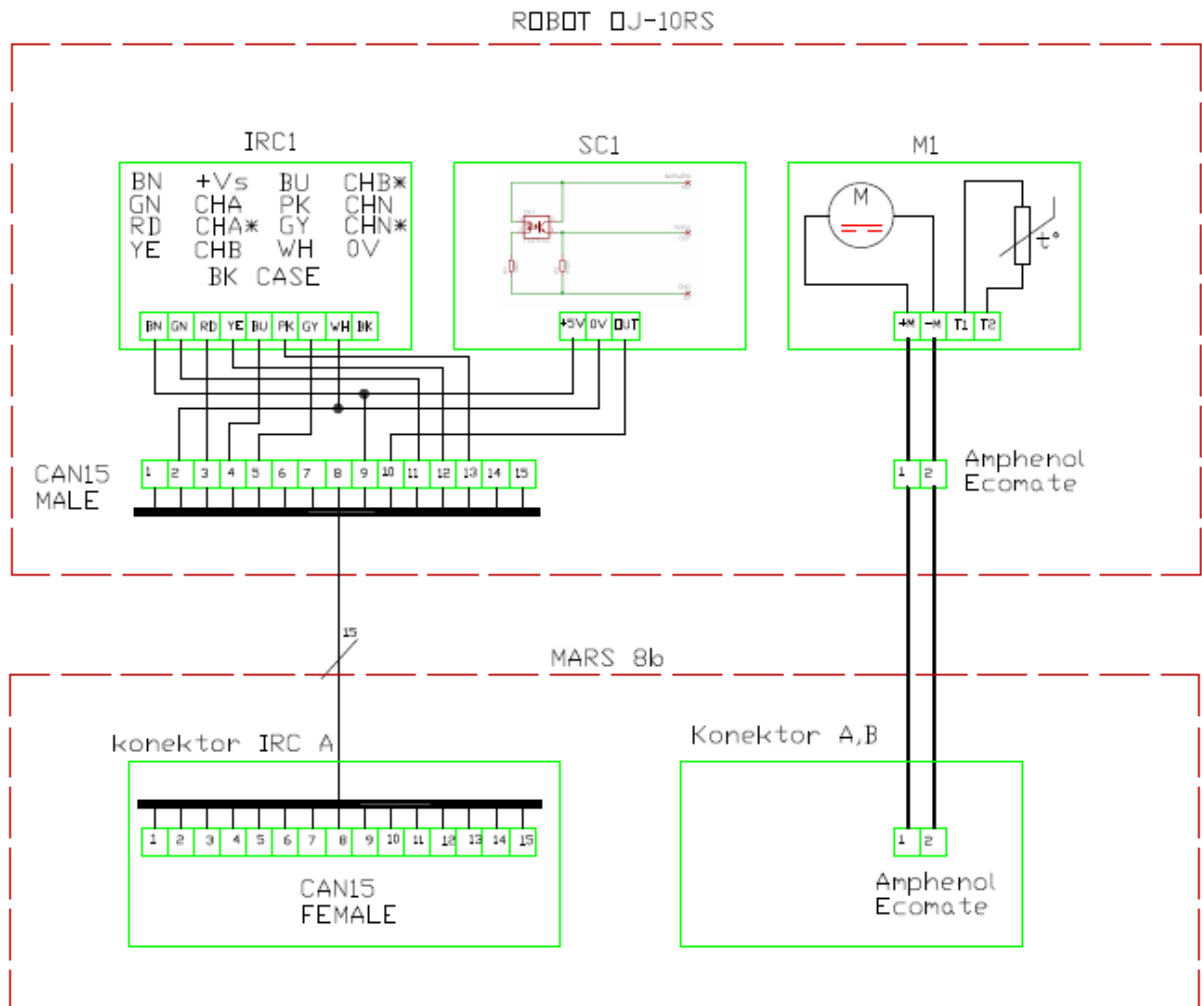 ROBOT OJ-10RS
IRC1
SC1
M1
BN +Vs BU CHB*
GN CHA PK CHN
RD CHA* GY CHN*
YE CHB WH 0V
BK CASE
M
t°
BN GN RD YE BU PK GY WH BK
+5V 0V OUT
+M -M T1 T2
CAN15
MALE
1 2 3 4 5 6 7 8 9 10 11 12 13 14 15
1 2
Amphenol
Ecomate
15
MARS 8b
konektor IRC A
Konektor A,B
1 2 3 4 5 6 7 8 9 10 11 12 13 14 15
1 2
CAN15
FEMALE
Amphenol
Ecomate